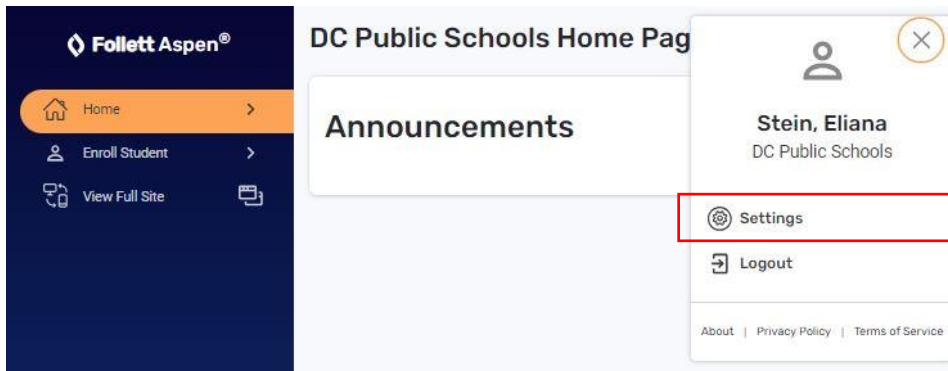 Follett Aspen®
Home
Enroll Student
View Full Site
DC Public Schools Home Pag
Announcements
Stein, Eliana
DC Public Schools
Settings
Logout
About | Privacy Policy | Terms of Service